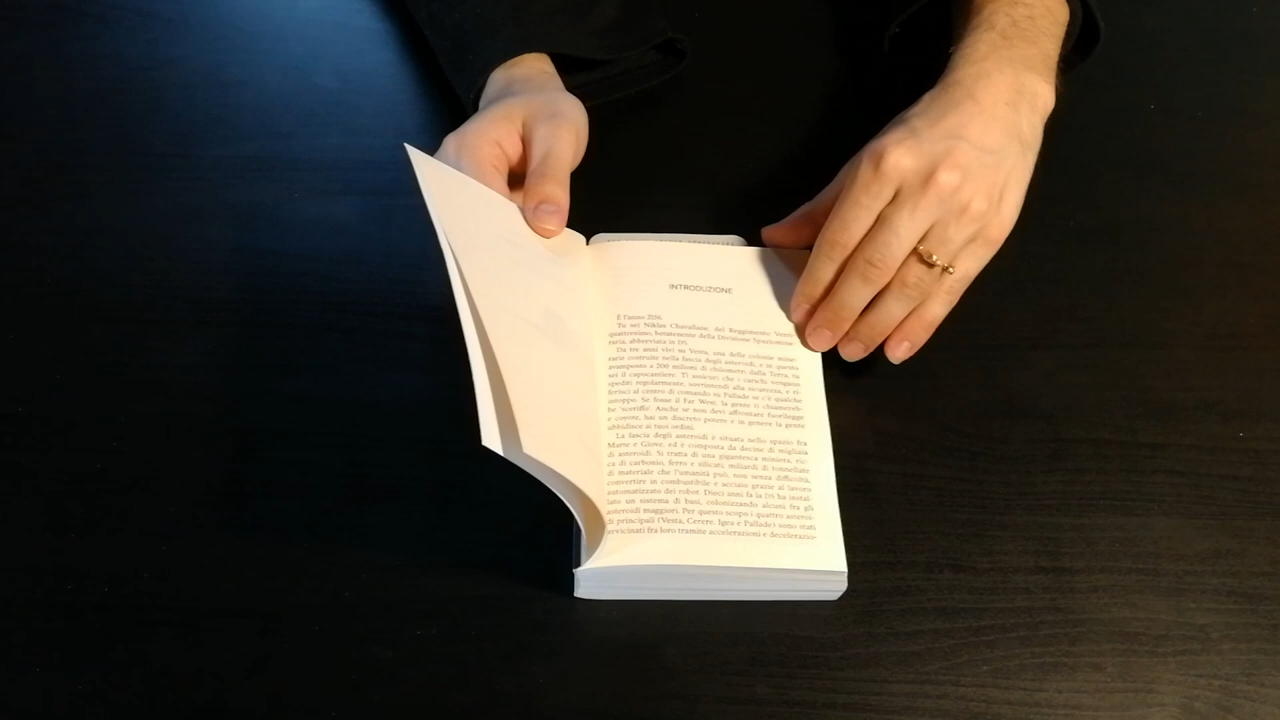 INTRODUZIONE
È l'anno 2156.
Tu sei Niklas Chavallane, del Reggimento Venti-
quattresimo, luogotenente della Divisione Spaziomine-
raria, abbreviata in DS.
Da tre anni vivi su Vesta, una delle colonie mine-
rarie costruite nella fascia degli asteroidi, e in questo
avamposto a 200 milioni di chilometri dalla Terra, tu
sei il capocantiere. Ti assicuri che i carichi vengano
spediti regolarmente, sovrintendi alla sicurezza, e ri-
ferisci al centro di comando su Pallade se c'è qualche
intoppo. Se fosse il Far West, la gente ti chiamereb-
be 'sceriffo'. Anche se non devi affrontare fuorilegge
e coyote, hai un discreto potere e in genere la gente
ubbidisce ai tuoi ordini.
La fascia degli asteroidi è situata nello spazio fra
Marte e Giove, ed è composta da decine di migliaia
di asteroidi. Si tratta di una gigantesca miniera, ric-
ca di carbonio, ferro e silicati, miliardi di tonnellate
di materiale che l'umanità può, non senza difficoltà,
convertire in combustibile e acciaio grazie al lavoro
automatizzato dei robot. Dieci anni fa la DS ha instal-
lato un sistema di basi, colonizzando alcuni fra gli
asteroidi maggiori. Per questo scopo i quattro asteroi-
di principali (Vesta, Cerere, Igea e Pallade) sono stati
avvicinati fra loro tramite accelerazioni e decelerazio-